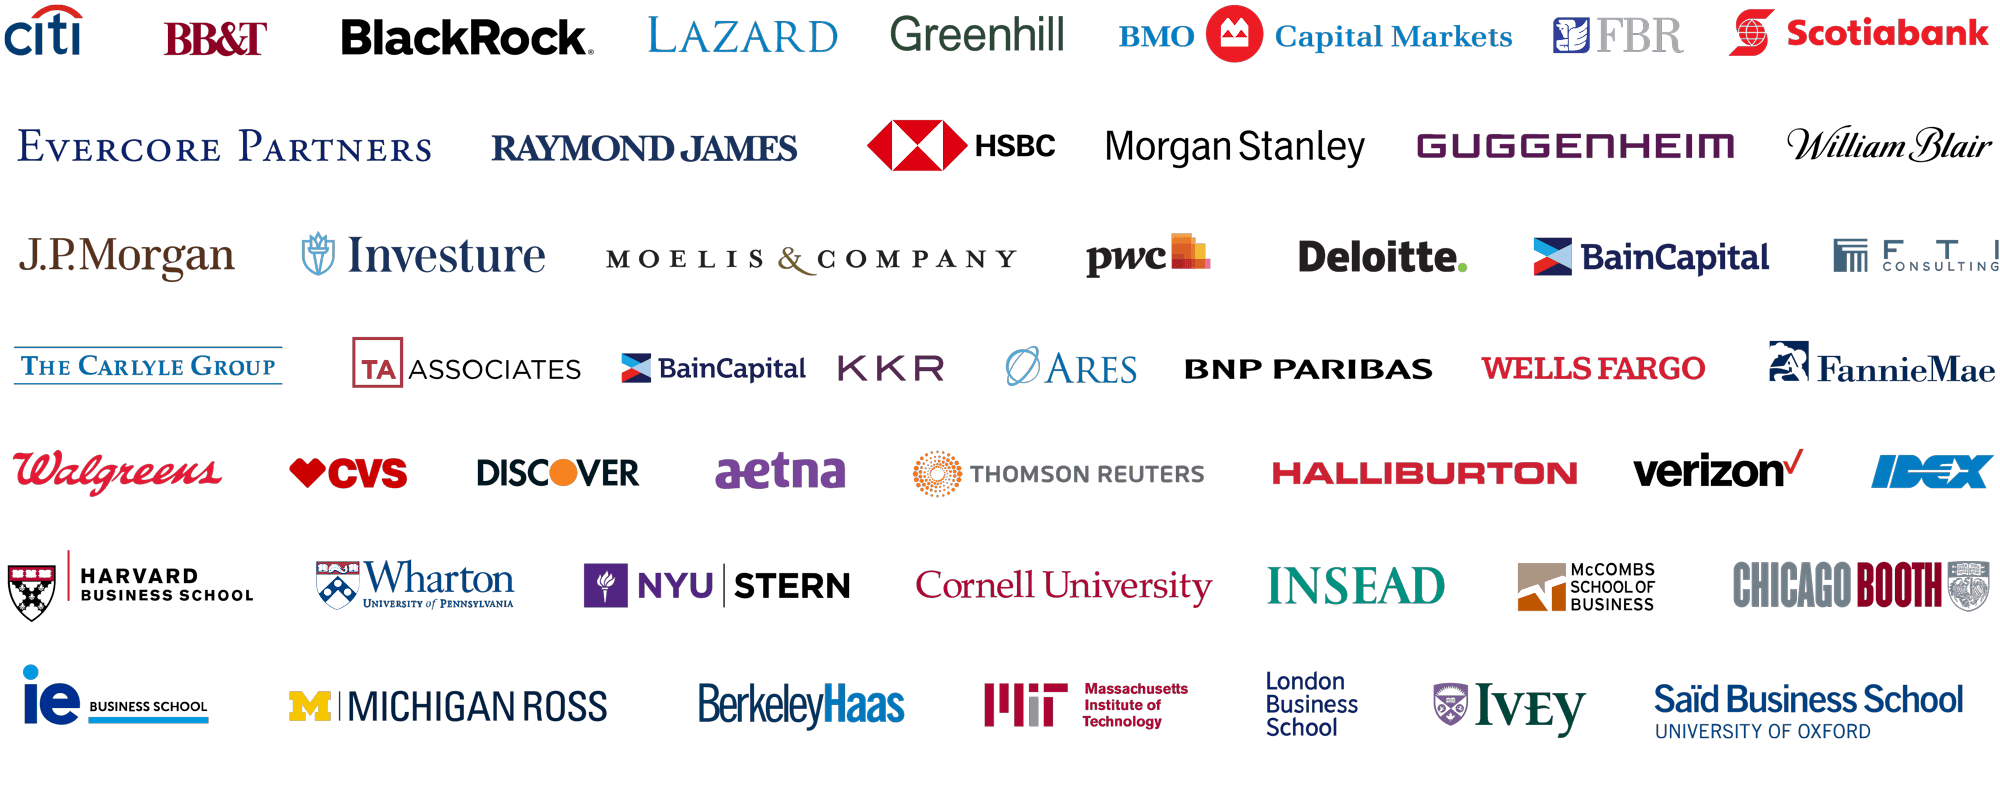 citi BB&T BlackRock® LAZARD Greenhill BMO Capital Markets FBR Scotiabank
EVERCORE PARTNERS RAYMOND JAMES HSBC Morgan Stanley GUGGENHEIM William Blair
J.P.Morgan Investure MOELIS & COMPANY pwc Deloitte. BainCapital FTI
CONSULTING
THE CARLYLE GROUP TA ASSOCIATES BainCapital KKR ARES BNP PARIBAS WELLS FARGO FannieMae
Walgreens CVS DISCOVER aetna THOMSON REUTERS HALLIBURTON verizon IDEX
HARVARD
BUSINESS SCHOOL
Wharton
UNIVERSITY of PENNSYLVANIA
NYU STERN
Cornell University
INSEAD
McCOMBS
SCHOOL OF
BUSINESS
CHICAGO BOOTH
ie BUSINESS SCHOOL
M MICHIGAN ROSS
BerkeleyHaas
MIT
Massachusetts
Institute of
Technology
London
Business
School
IVEY
Saïd Business School
UNIVERSITY OF OXFORD